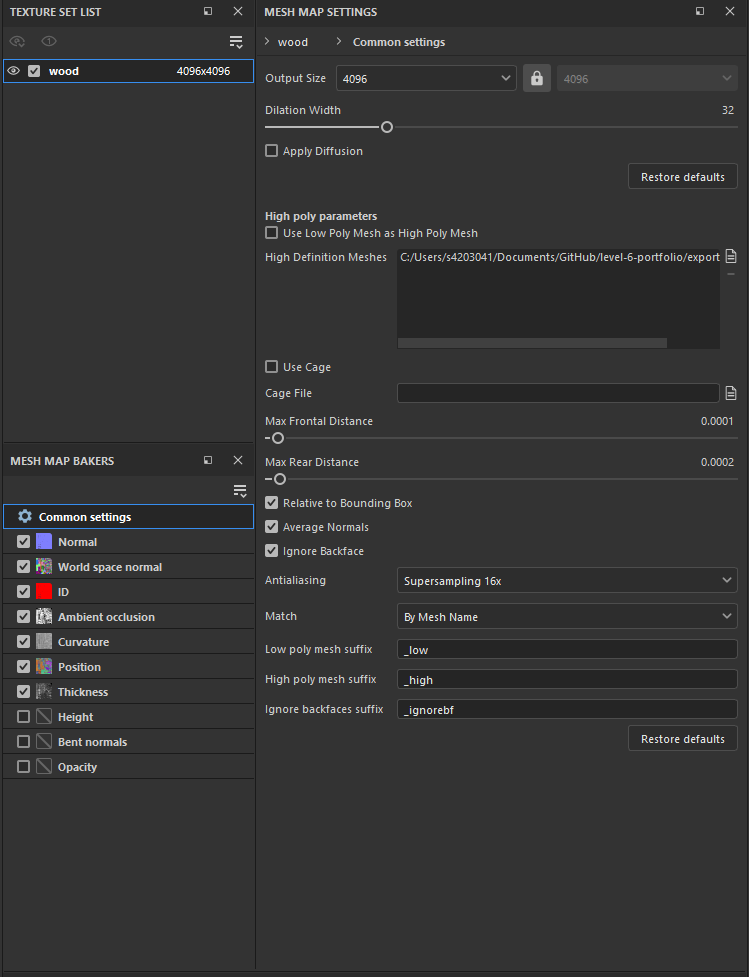 TEXTURE SET LIST
wood 4096x4096
MESH MAP BAKERS
Common settings
Normal
World space normal
ID
Ambient occlusion
Curvature
Position
Thickness
Height
Bent normals
Opacity
MESH MAP SETTINGS
wood Common settings
Output Size 4096 4096
Dilation Width 32
Apply Diffusion
Restore defaults
High poly parameters
Use Low Poly Mesh as High Poly Mesh
High Definition Meshes C:/Users/s4203041/Documents/GitHub/level-6-portfolio/export
Use Cage
Cage File
Max Frontal Distance 0.0001
Max Rear Distance 0.0002
Relative to Bounding Box
Average Normals
Ignore Backface
Antialiasing Supersampling 16x
Match By Mesh Name
Low poly mesh suffix _low
High poly mesh suffix _high
Ignore backfaces suffix _ignorebf
Restore defaults